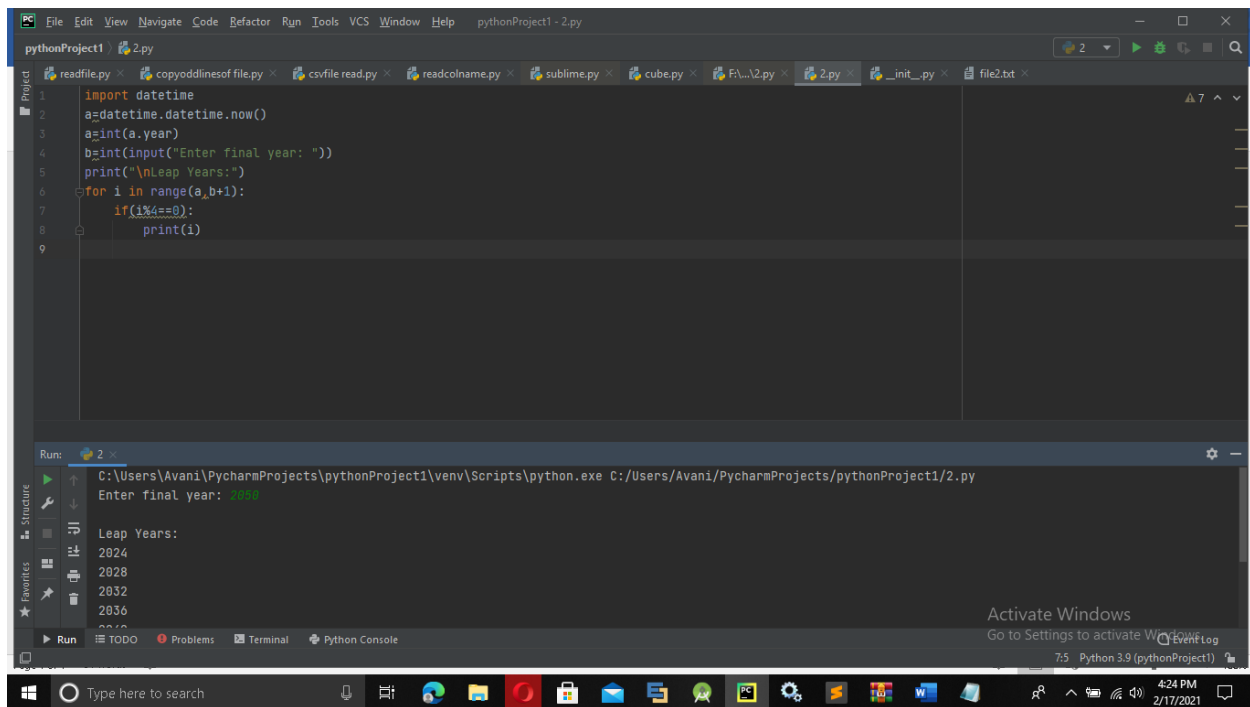 File Edit View Navigate Code Refactor Run Tools VCS Window Help pythonProject1 - 2.py
pythonProject1 2.py 2
readfile.py copyoddlinesof file.py csvfile read.py readcolname.py sublime.py cube.py F:\...\2.py 2.py __init__.py file2.txt
Project
1 import datetime 7
2 a=datetime.datetime.now()
3 a=int(a.year)
4 b=int(input("Enter final year: "))
5 print("\nLeap Years:")
6 for i in range(a,b+1):
7 if(i%4==0):
8 print(i)
9
Run: 2
C:\Users\Avani\PycharmProjects\pythonProject1\venv\Scripts\python.exe C:/Users/Avani/PycharmProjects/pythonProject1/2.py
Enter final year: 2050
Leap Years:
2024
2028
2032
2036
Structure
Favorites
Activate Windows
Go to Settings to activate Windows.
Run TODO Problems Terminal Python Console Event Log
7:5 Python 3.9 (pythonProject1)
Type here to search
4:24 PM
2/17/2021